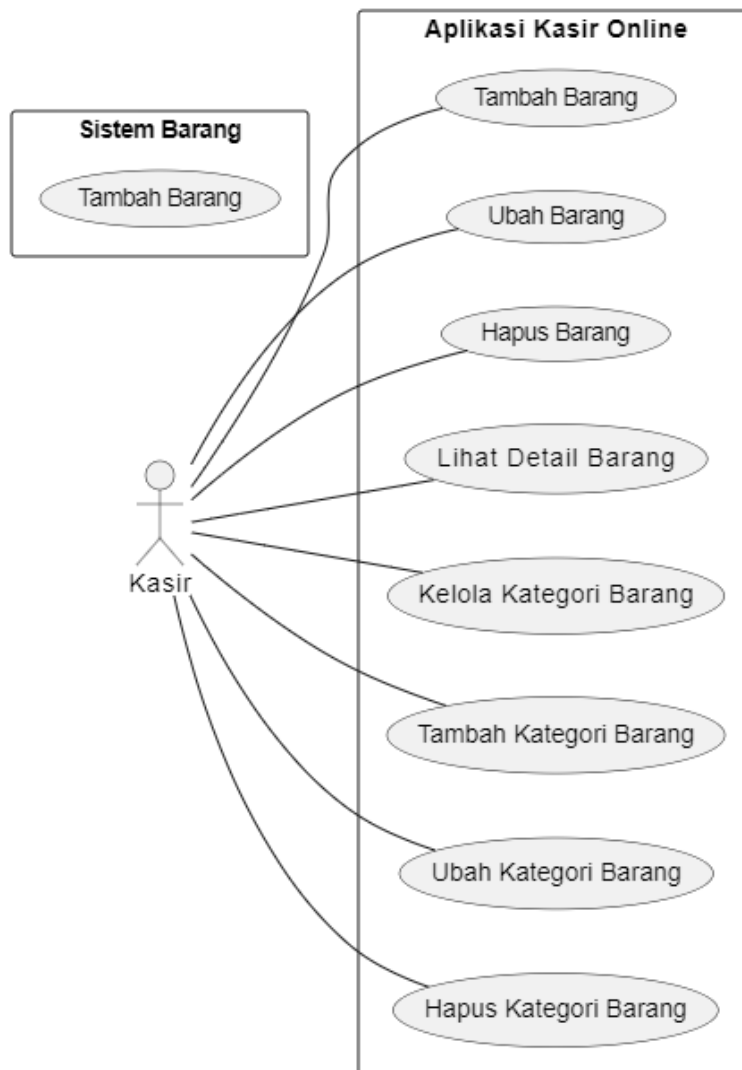 Aplikasi Kasir Online
Tambah Barang
Sistem Barang
Tambah Barang
Ubah Barang
Hapus Barang
Lihat Detail Barang
Kasir
Kelola Kategori Barang
Tambah Kategori Barang
Ubah Kategori Barang
Hapus Kategori Barang